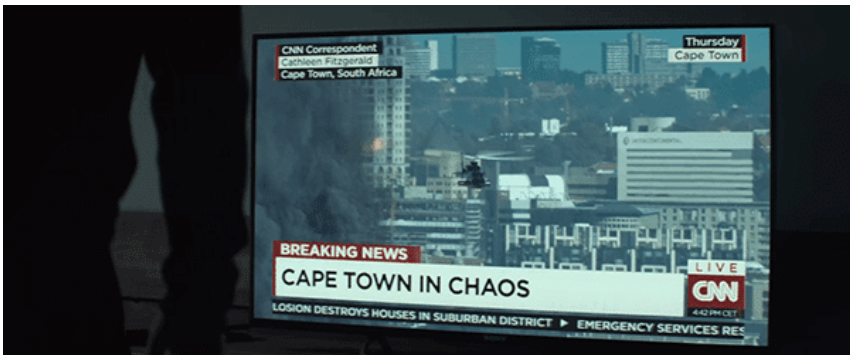 CNN Correspondent
Cathleen Fitzgerald
Cape Town, South Africa
Thursday
Cape Town
BREAKING NEWS
CAPE TOWN IN CHAOS
LIVE
CNN
4:42 PM CET
LOSION DESTROYS HOUSES IN SUBURBAN DISTRICT ► EMERGENCY SERVICES RES